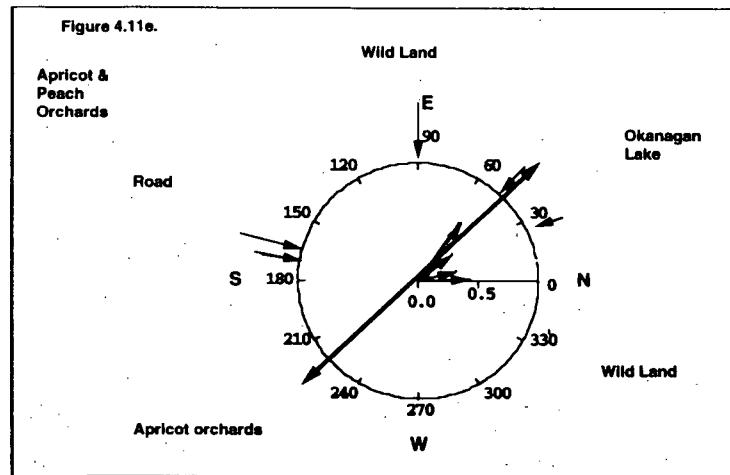 Figure 4.11e.
Wild Land
Apricot &
Peach
Orchards
E
90
Okanagan
Lake
120
60
Road
150
30
S
180
0.0
0.5
0
N
210
330
240
300
270
Wild Land
Apricot orchards
W